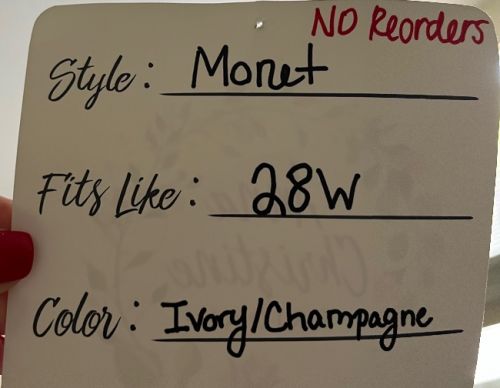 NO Reorders
Style: Monet
Fits Like: 28W
Color: Ivory/Champagne